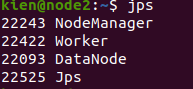 kien@node2:~$ jps
22243 NodeManager
22422 Worker
22093 DataNode
22525 Jps